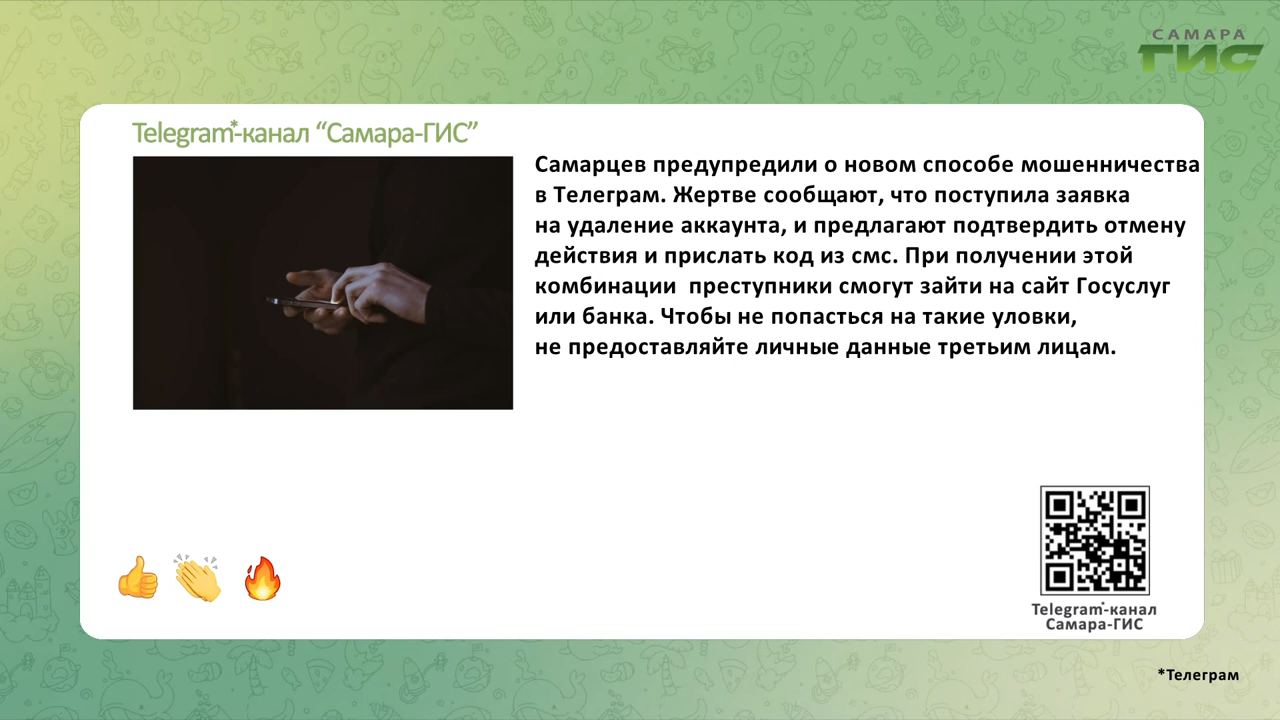 САМАРА
ГИС
Telegram*-канал “Самара-ГИС”
Самарцев предупредили о новом способе мошенничества
в Телеграм. Жертве сообщают, что поступила заявка
на удаление аккаунта, и предлагают подтвердить отмену
действия и прислать код из смс. При получении этой
комбинации  преступники смогут зайти на сайт Госуслуг
или банка. Чтобы не попасться на такие уловки,
не предоставляйте личные данные третьим лицам.
Telegram*-канал
Самара-ГИС
*Телеграм